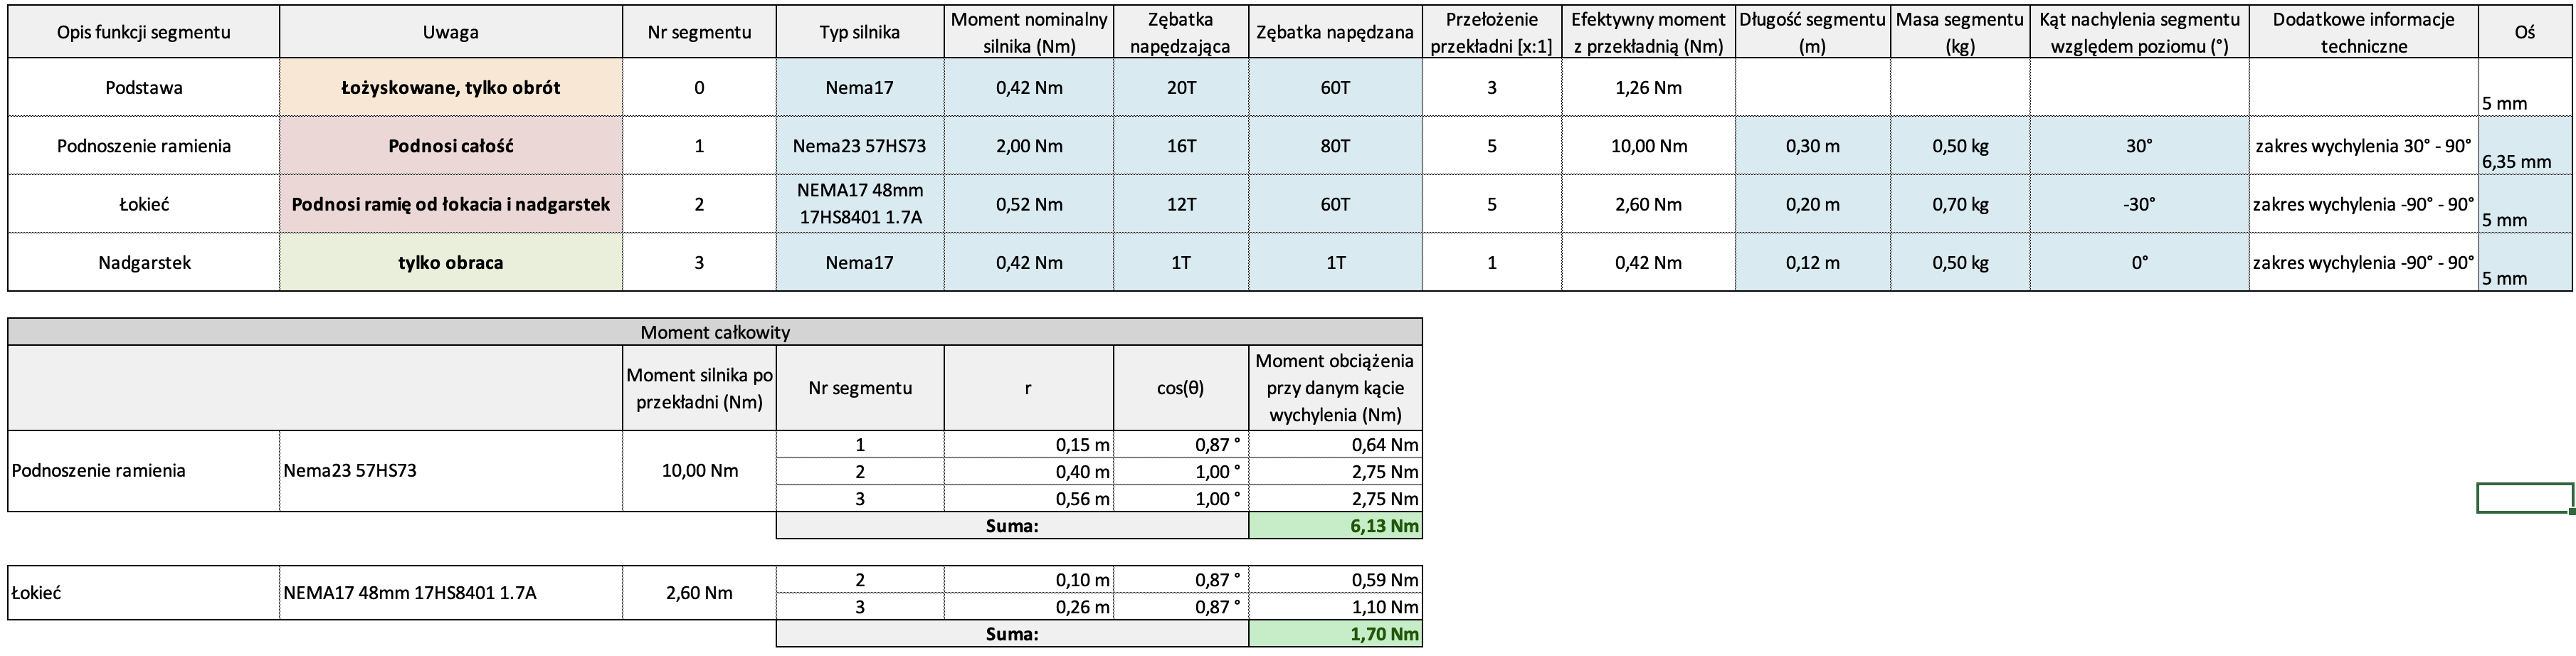 Opis funkcji segmentu Uwaga Nr segmentu Typ silnika Moment nominalny silnika (Nm) Zębatka napędzająca Zębatka napędzana Przełożenie przekładni [x:1] Efektywny moment z przekładnią (Nm) Długość segmentu (m) Masa segmentu (kg) Kąt nachylenia segmentu względem poziomu (°) Dodatkowe informacje techniczne Oś
Podstawa Łożyskowane, tylko obrót 0 Nema17 0,42 Nm 20T 60T 3 1,26 Nm 5 mm
Podnoszenie ramienia Podnosi całość 1 Nema23 57HS73 2,00 Nm 16T 80T 5 10,00 Nm 0,30 m 0,50 kg 30° zakres wychylenia 30° - 90° 6,35 mm
Łokieć Podnosi ramię od łokacia i nadgarstek 2 NEMA17 48mm 17HS8401 1.7A 0,52 Nm 12T 60T 5 2,60 Nm 0,20 m 0,70 kg -30° zakres wychylenia -90° - 90° 5 mm
Nadgarstek tylko obraca 3 Nema17 0,42 Nm 1T 1T 1 0,42 Nm 0,12 m 0,50 kg 0° zakres wychylenia -90° - 90° 5 mm
Moment całkowity
Moment silnika po przekładni (Nm) Nr segmentu r cos(θ) Moment obciążenia przy danym kącie wychylenia (Nm)
Podnoszenie ramienia Nema23 57HS73 10,00 Nm
1 0,15 m 0,87 ° 0,64 Nm
2 0,40 m 1,00 ° 2,75 Nm
3 0,56 m 1,00 ° 2,75 Nm
Suma: 6,13 Nm
Łokieć NEMA17 48mm 17HS8401 1.7A 2,60 Nm
2 0,10 m 0,87 ° 0,59 Nm
3 0,26 m 0,87 ° 1,10 Nm
Suma: 1,70 Nm